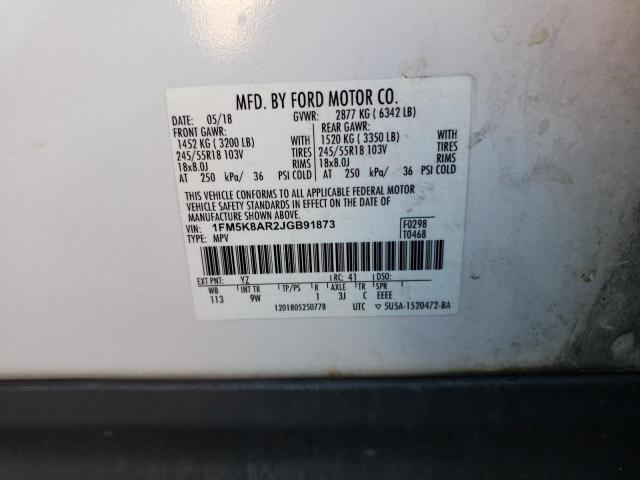 MFD. BY FORD MOTOR CO.
DATE: 05/18 GVWR: 2877 KG ( 6342 LB)
FRONT GAWR: REAR GAWR:
1452 KG ( 3200 LB) WITH 1520 KG ( 3350 LB) WITH
245/55R18 103V TIRES 245/55R18 103V TIRES
18x8.0J RIMS 18x8.0J RIMS
AT 250 kPa/ 36 PSI COLD AT 250 kPa/ 36 PSI COLD
THIS VEHICLE CONFORMS TO ALL APPLICABLE FEDERAL MOTOR
VEHICLE SAFETY STANDARDS IN EFFECT ON THE DATE OF
MANUFACTURE SHOWN ABOVE.
VIN: 1FM5K8AR2JGB91873 F0298
TYPE: MPV T0468
EXT PNT: YZ RC: 41 DSO:
WB INT TR TP/PS R AXLE TR SPR
113 9W 1 3J C EEEE
1201805250778 UTC ▽ 5U5A-1520472-BA